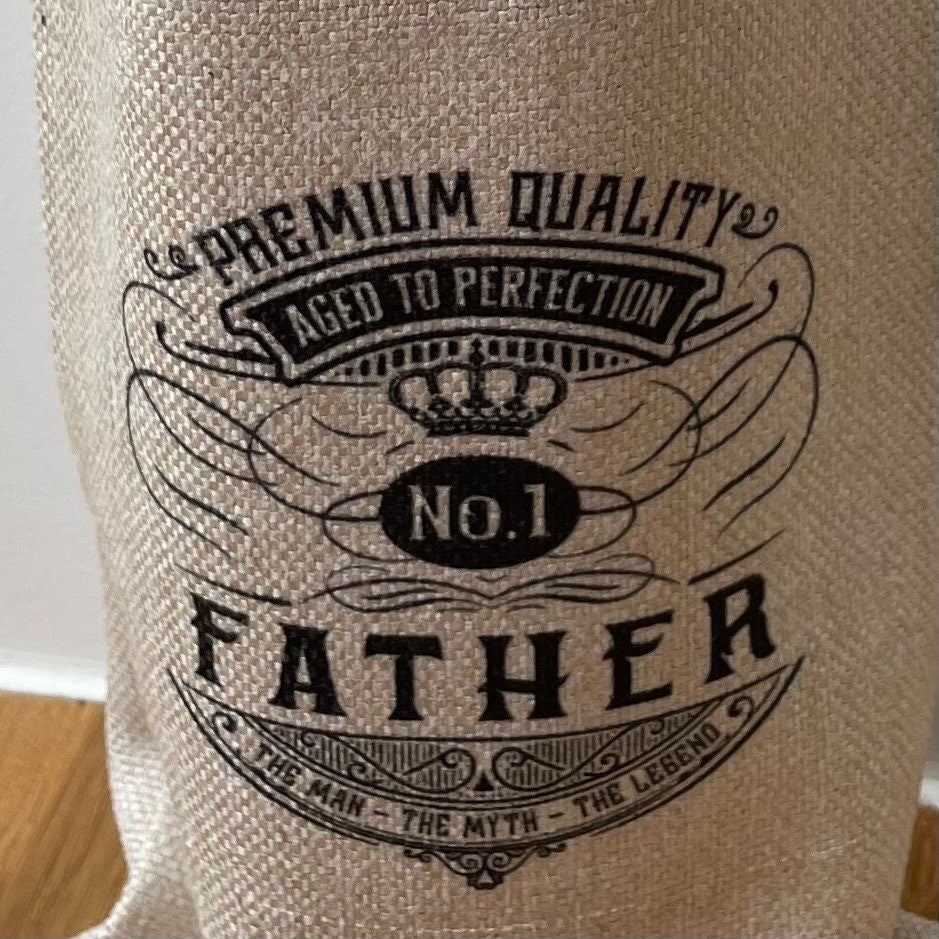 PREMIUM QUALITY
AGED TO PERFECTION
No.1
FATHER
THE MAN - THE MYTH - THE LEGEND